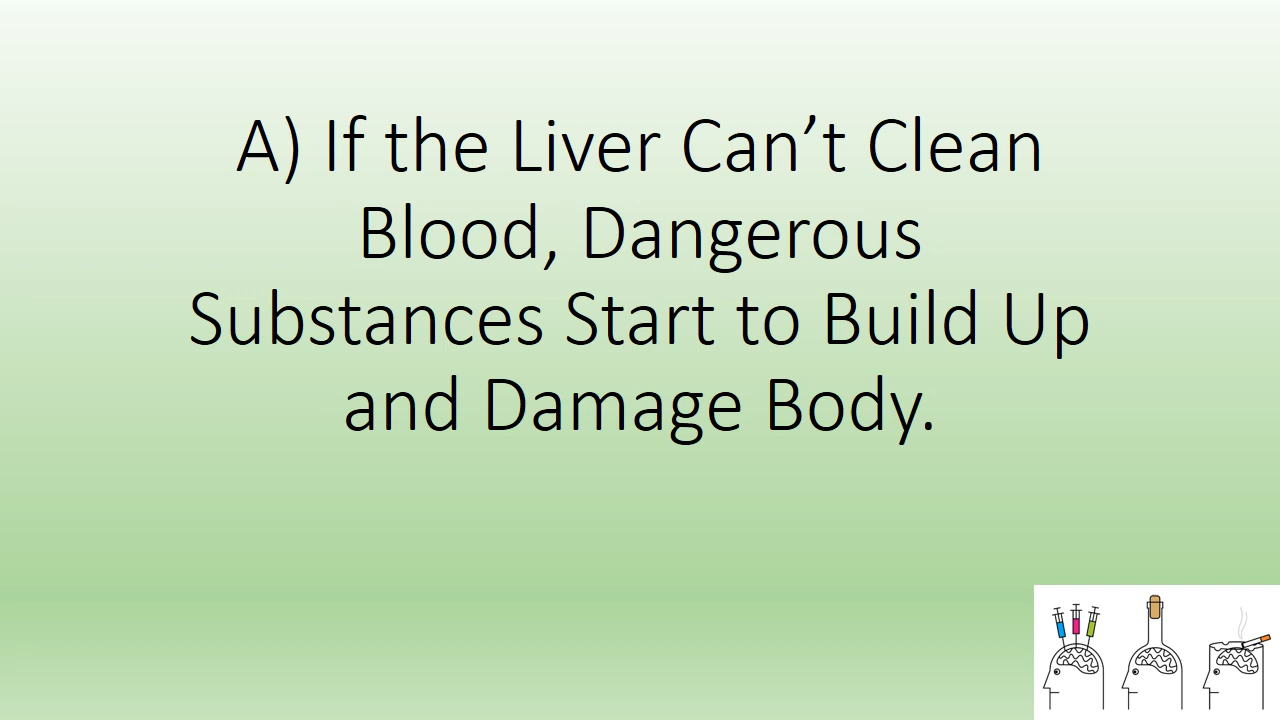 A) If the Liver Can’t Clean
Blood, Dangerous
Substances Start to Build Up
and Damage Body.